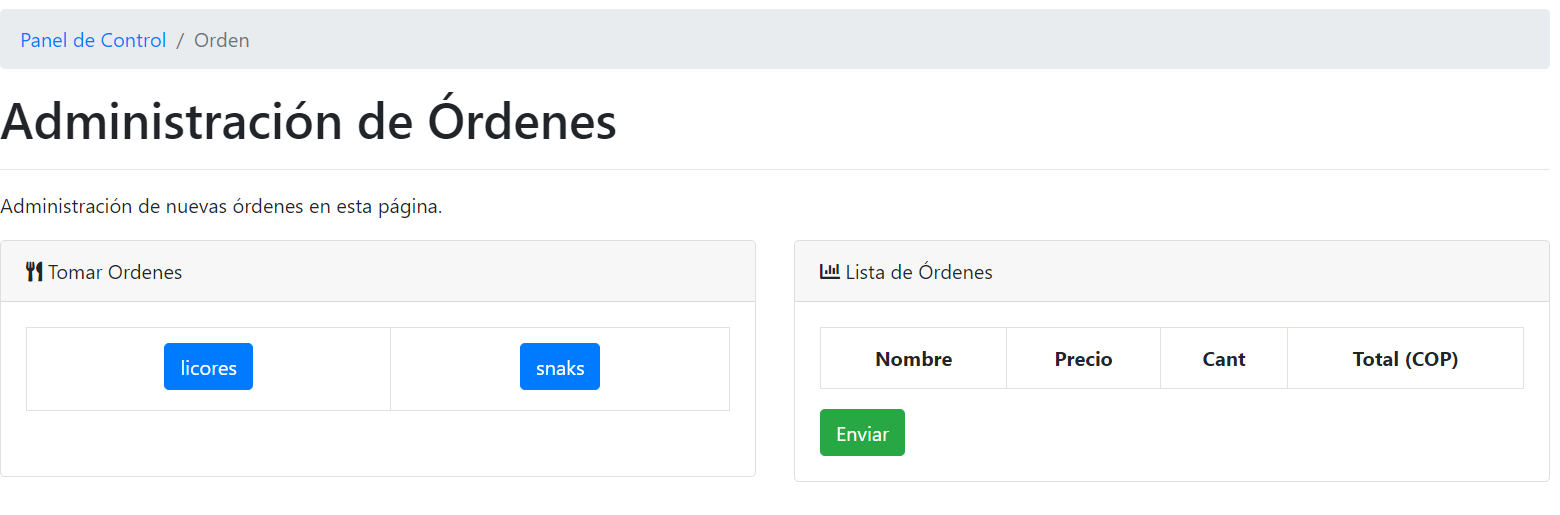 Panel de Control / Orden
Administración de Órdenes
Administración de nuevas órdenes en esta página.
Tomar Ordenes
licores snaks
Lista de Órdenes
Nombre Precio Cant Total (COP)
Enviar